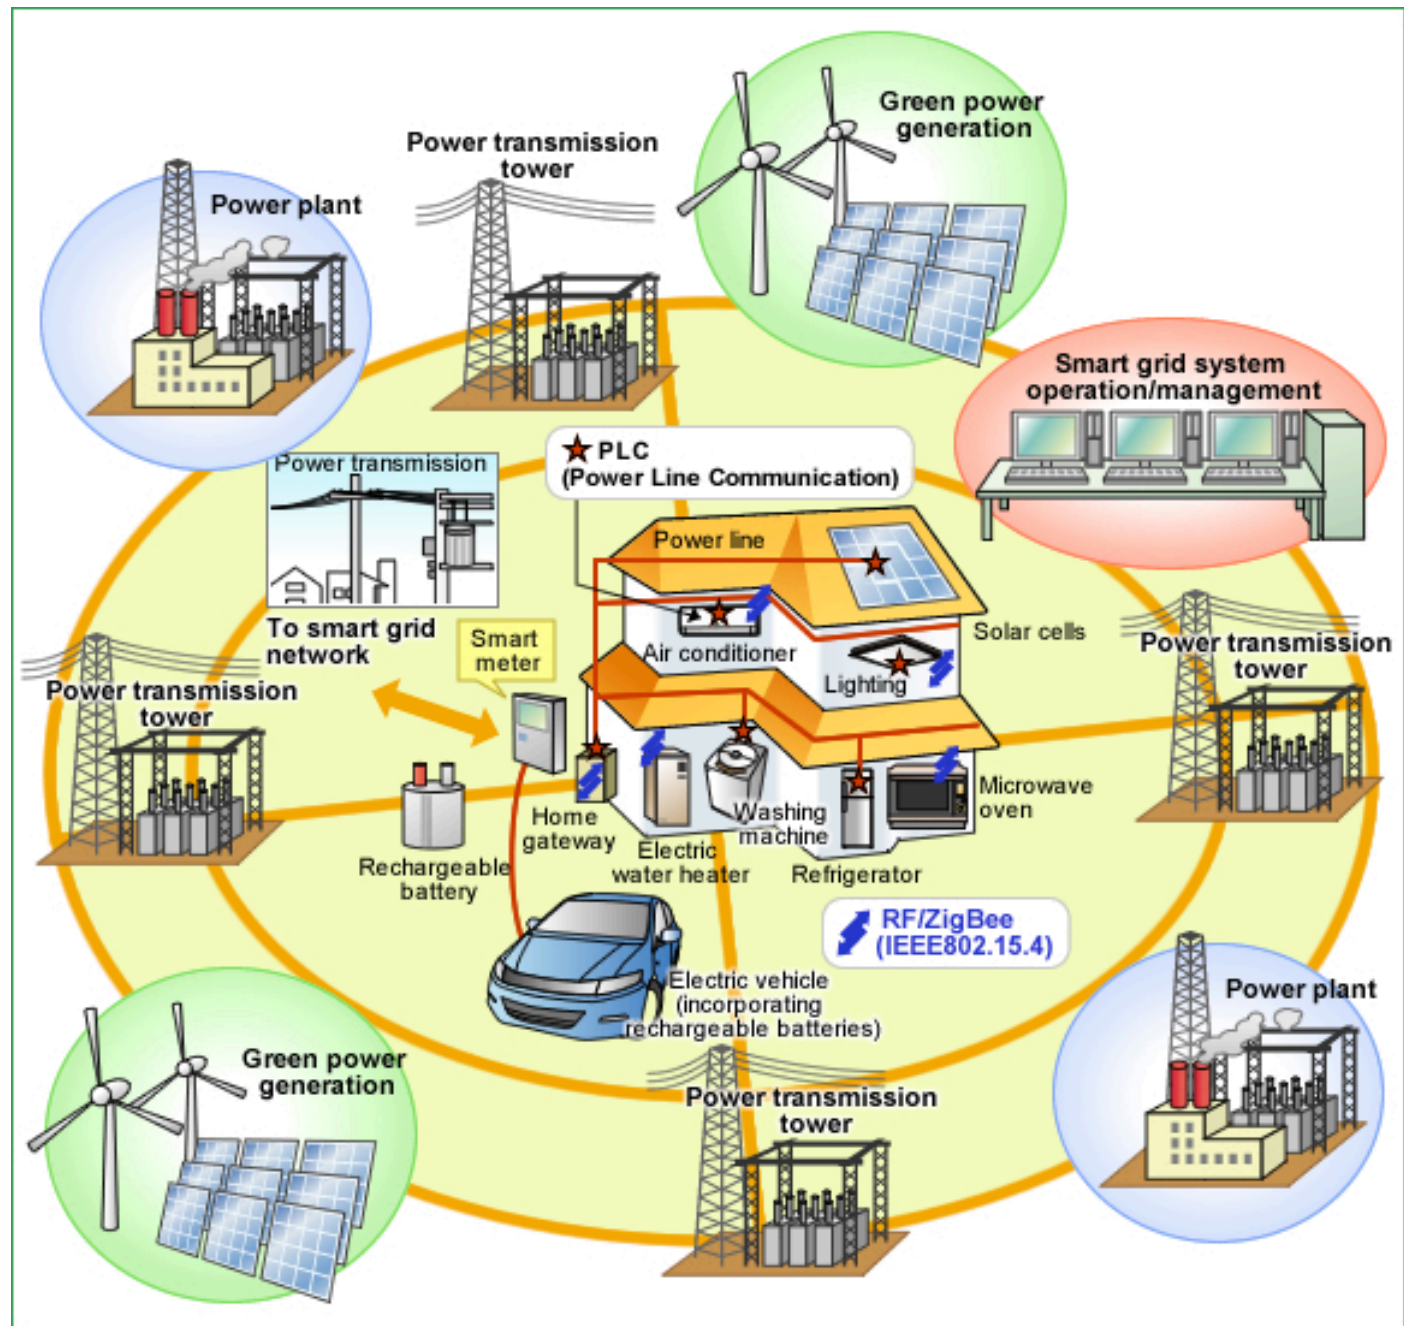 Green power
generation
Power transmission
tower
Power plant
Smart grid system
operation/management
PLC
(Power Line Communication)
Power transmission
Power line
To smart grid
network
Smart
meter
Air conditioner
Solar cells
Lighting
Power transmission
tower
Power transmission
tower
Home
gateway
Electric
water heater
Washing
machine
Refrigerator
Microwave
oven
Rechargeable
battery
RF/ZigBee
(IEEE802.15.4)
Electric vehicle
(incorporating
rechargeable batteries)
Power plant
Green power
generation
Power transmission
tower